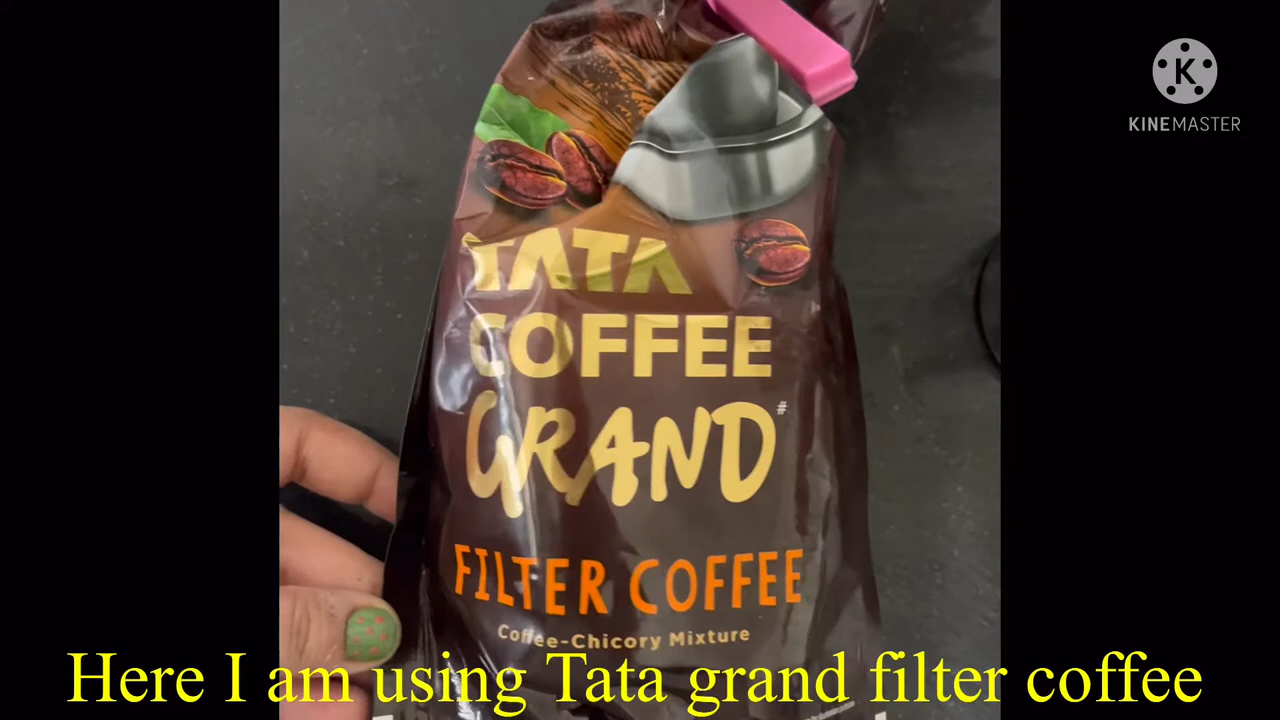 K
KINEMASTER
TATA
COFFEE
GRAND#
FILTER COFFEE
Coffee-Chicory Mixture
Here I am using Tata grand filter coffee